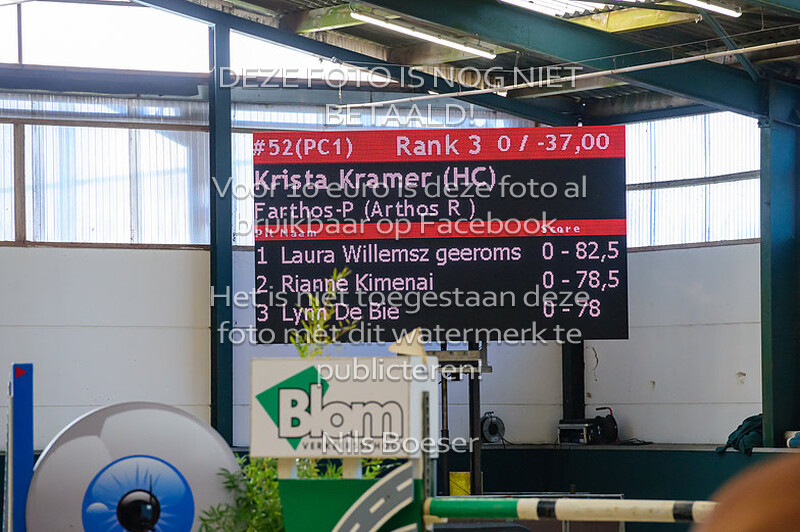 DEZE FOTO IS NOG NIET
BETAALD!
#52(PC1) Rank 3 0 / -37,00
Krista Kramer (HC)
Voor 10 euro is deze foto al
Farthos-P (Arthos R )
bruikbaar op Facebook
Plt Naam Score
1 Laura Willemsz geeroms 0 - 82,5
2 Rianne Kimenai 0 - 78,5
Het is niet toegestaan deze
3 Lynn De Bie 0 - 78
foto met dit watermerk te
publiceren!
Blom
Nils Boeser